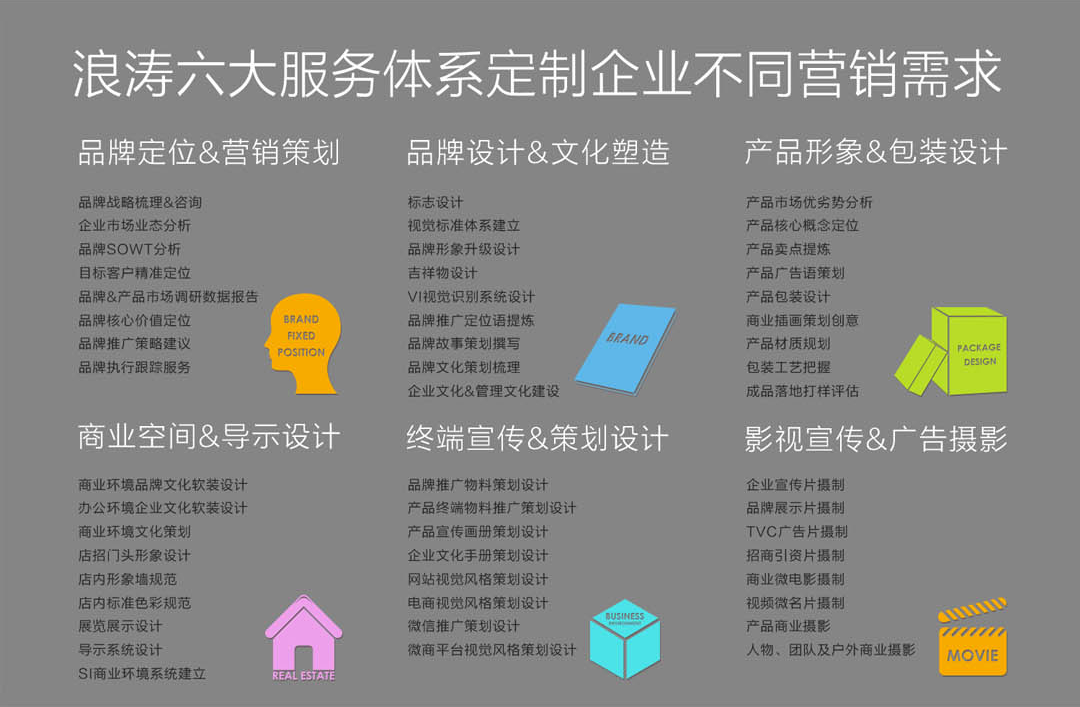 浪涛六大服务体系定制企业不同营销需求
品牌定位&营销策划
品牌战略梳理&咨询
企业市场业态分析
品牌SOWT分析
目标客户精准定位
品牌&产品市场调研数据报告
品牌核心价值定位
品牌推广策略建议
品牌执行跟踪服务
BRAND
FIXED
POSITION
品牌设计&文化塑造
标志设计
视觉标准体系建立
品牌形象升级设计
吉祥物设计
VI视觉识别系统设计
品牌推广定位语提炼
品牌故事策划撰写
品牌文化策划梳理
企业文化&管理文化建设
BRAND
产品形象&包装设计
产品市场优劣势分析
产品核心概念定位
产品卖点提炼
产品广告语策划
产品包装设计
商业插画策划创意
产品材质规划
包装工艺把握
成品落地打样评估
PACKAGE
DESIGN
商业空间&导示设计
商业环境品牌文化软装设计
办公环境企业文化软装设计
商业环境文化策划
店招门头形象设计
店内形象墙规范
店内标准色彩规范
展览展示设计
导示系统设计
SI商业环境系统建立
REAL ESTATE
终端宣传&策划设计
品牌推广物料策划设计
产品终端物料推广策划设计
产品宣传画册策划设计
企业文化手册策划设计
网站视觉风格策划设计
电商视觉风格策划设计
微信推广策划设计
微商平台视觉风格策划设计
BUSINESS
ENVIRONMENT
影视宣传&广告摄影
企业宣传片摄制
品牌展示片摄制
TVC广告片摄制
招商引资片摄制
商业微电影摄制
视频微名片摄制
产品商业摄影
人物、团队及户外商业摄影
MOVIE